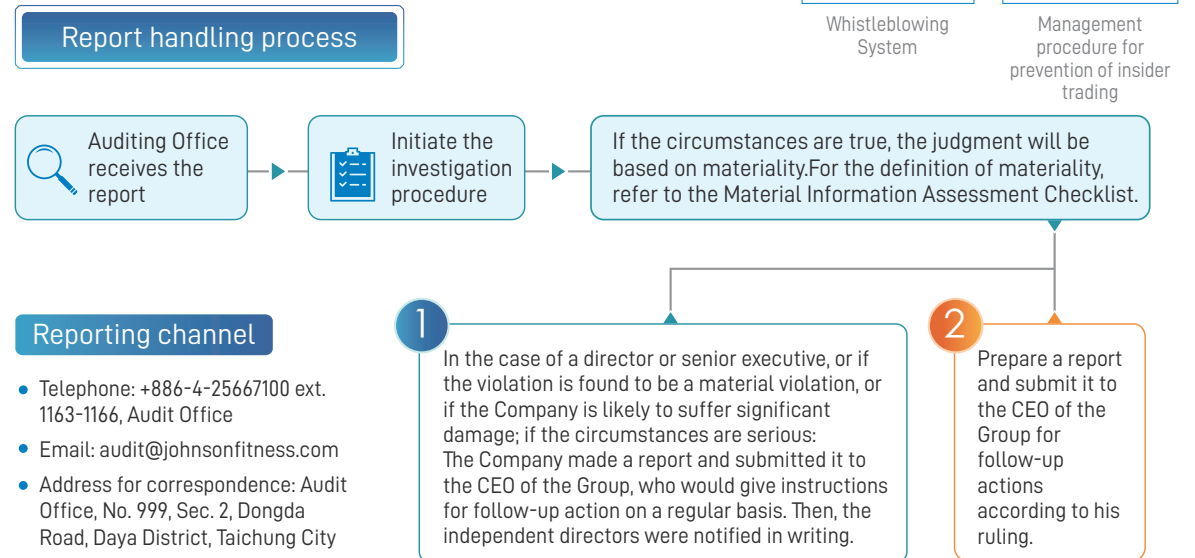 Report handling process
Whistleblowing
System
Management
procedure for
prevention of insider
trading
Auditing Office
receives the
report
Initiate the
investigation
procedure
If the circumstances are true, the judgment will be
based on materiality.For the definition of materiality,
refer to the Material Information Assessment Checklist.
Reporting channel
Telephone: +886-4-25667100 ext.
1163-1166, Audit Office
Email: audit@johnsonfitness.com
Address for correspondence: Audit
Office, No. 999, Sec. 2, Dongda
Road, Daya District, Taichung City
1
In the case of a director or senior executive, or if
the violation is found to be a material violation, or
if the Company is likely to suffer significant
damage; if the circumstances are serious:
The Company made a report and submitted it to
the CEO of the Group, who would give instructions
for follow-up action on a regular basis. Then, the
independent directors were notified in writing.
2
Prepare a report
and submit it to
the CEO of the
Group for
follow-up
actions
according to his
ruling.